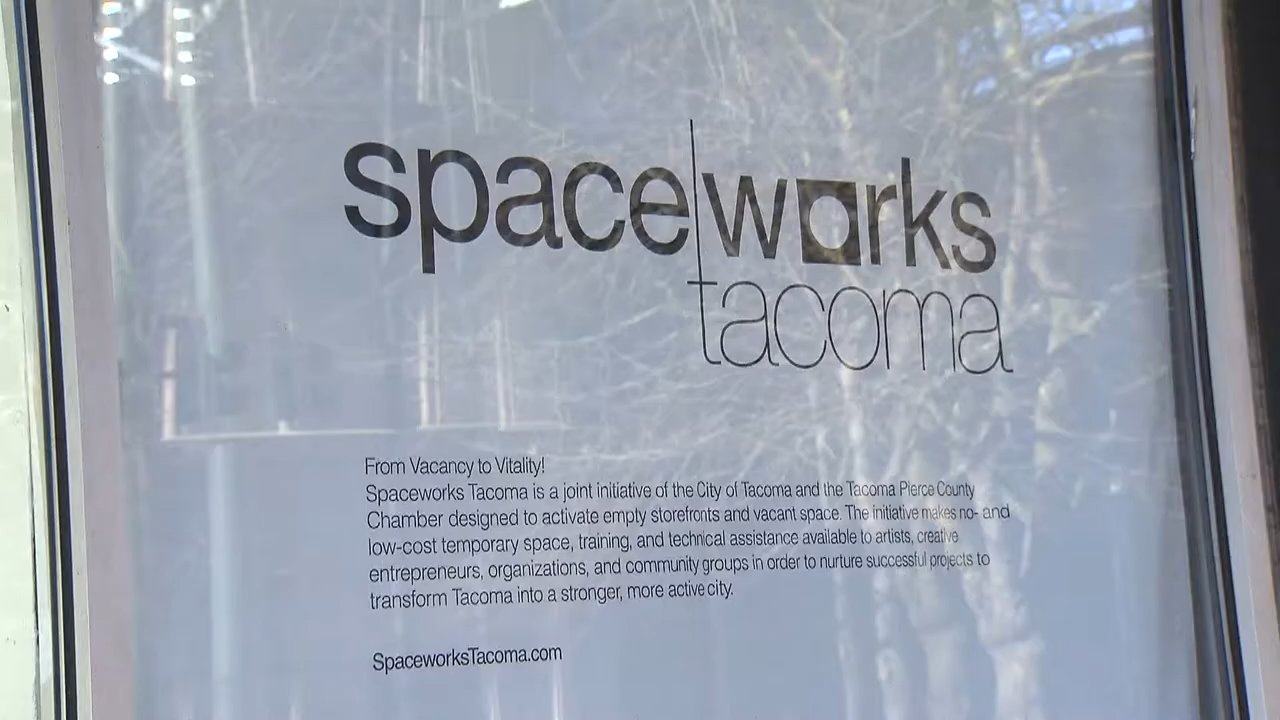 spaceworks
tacoma
From Vacancy to Vitality!
Spaceworks Tacoma is a joint initiative of the City of Tacoma and the Tacoma Pierce County
Chamber designed to activate empty storefronts and vacant space. The initiative makes no- and
low-cost temporary space, training, and technical assistance available to artists, creative
entrepreneurs, organizations, and community groups in order to nurture successful projects to
transform Tacoma into a stronger, more active city.
SpaceworksTacoma.com